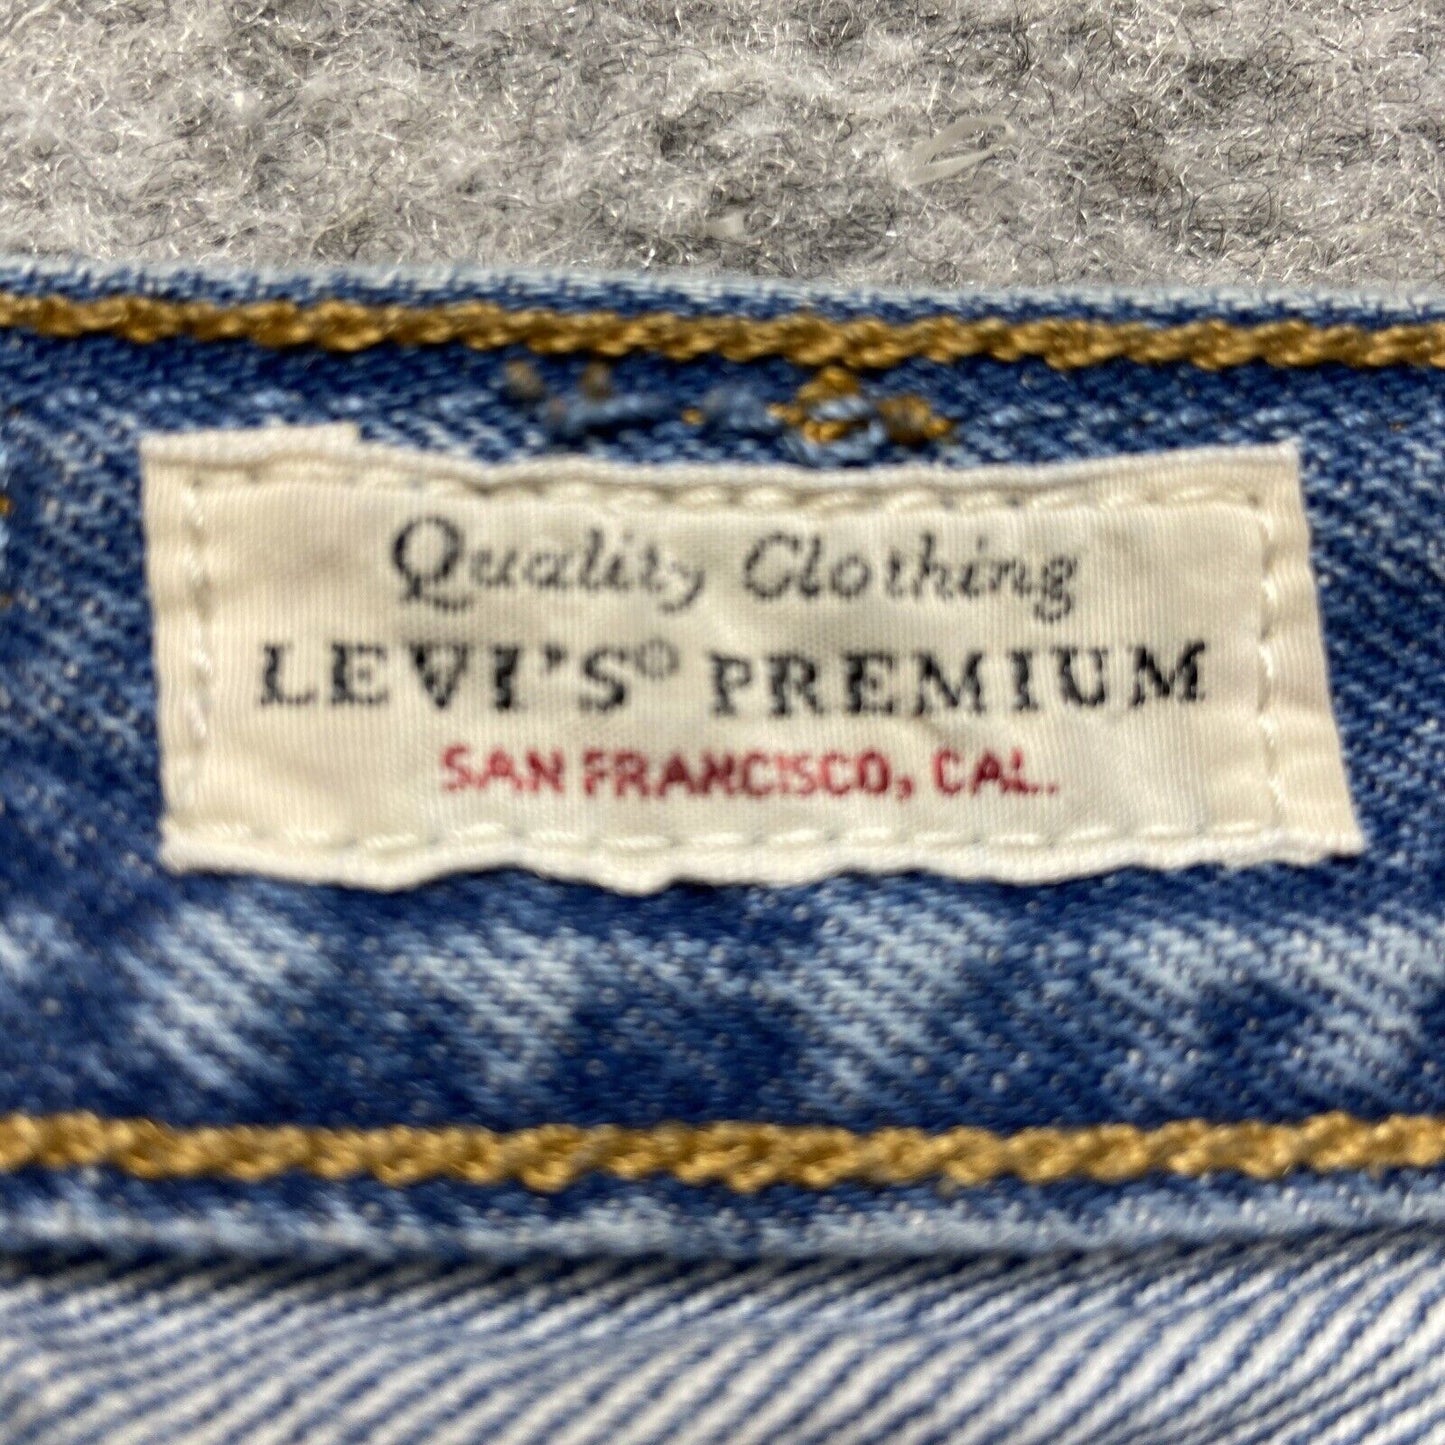 Quality Clothing
LEVI'S® PREMIUM
SAN FRANCISCO, CAL.